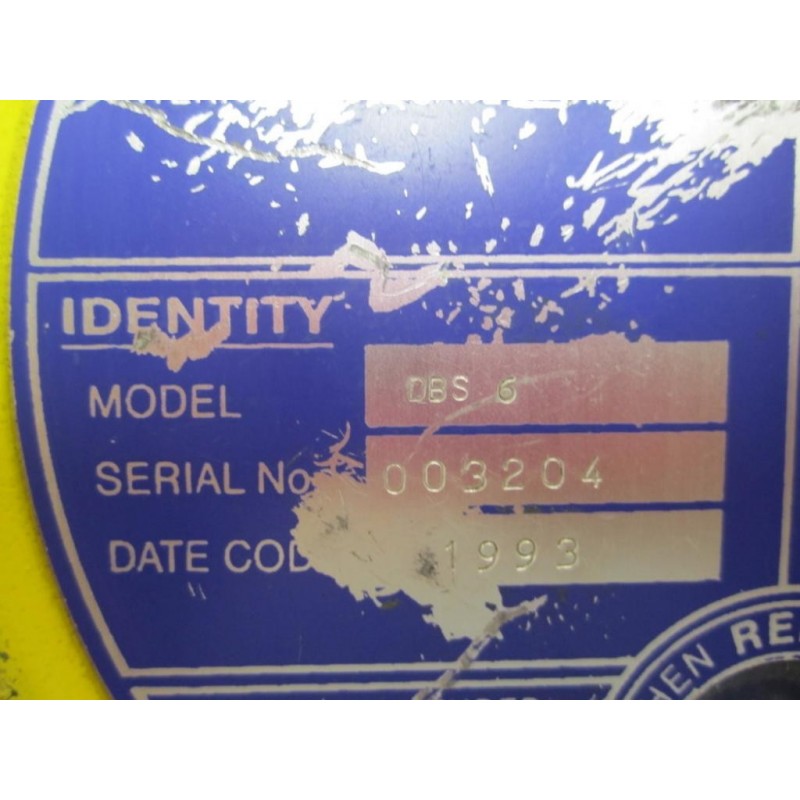 IDENTITY
MODEL DBS 6
SERIAL No 003204
DATE COD 1993
HEN RE